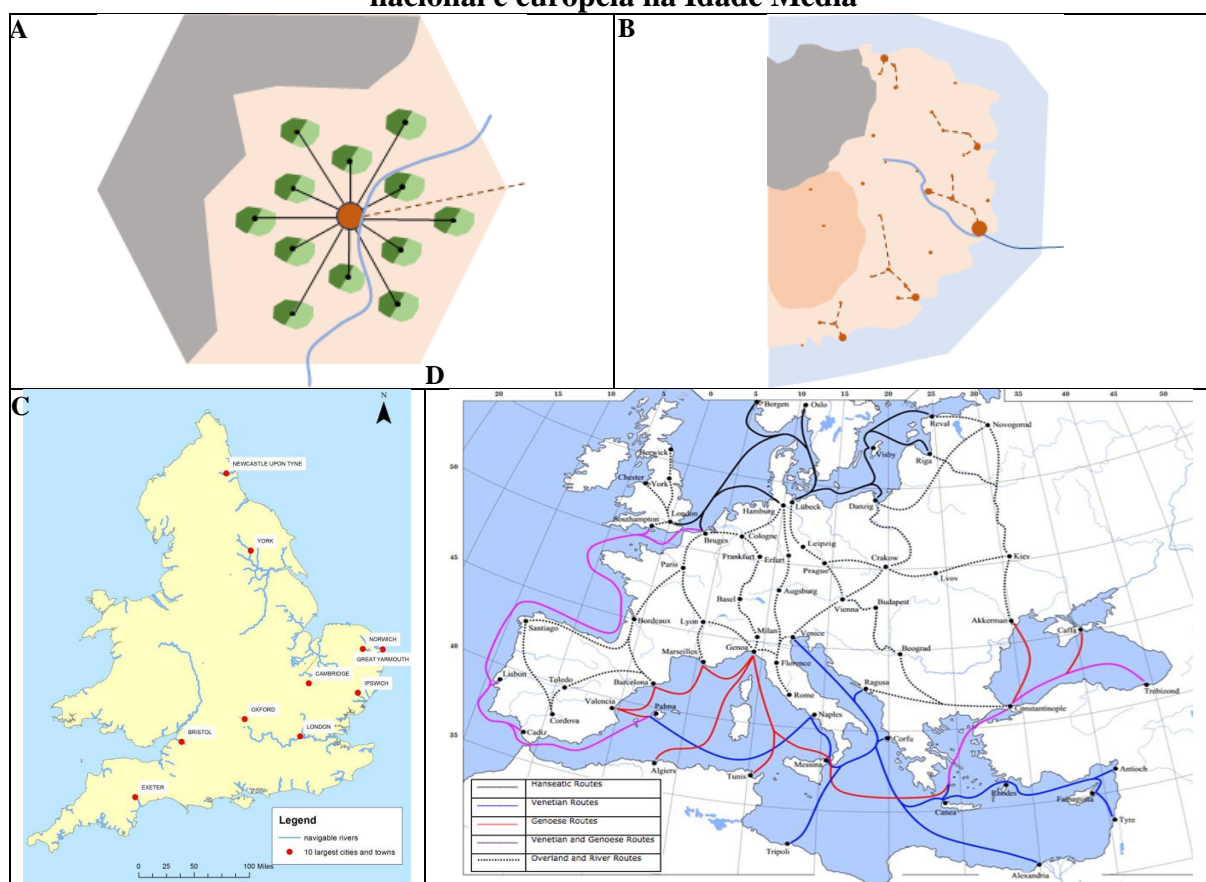 nacional e europeia na Idade Média
A
B
C
N
NEWCASTLE UPON TYNE
YORK
NORWICH
GREAT YARMOUTH
CAMBRIDGE
IPSWICH
OXFORD
LONDON
BRISTOL
EXETER
Legend
navigable rivers
10 largest cities and towns
0 25 50 100 Miles
D
20 15 10 5 0 5 10 15 20 25 30 35
50
45
40
35
30
35
40
45
Bergen
Oslo
Reval
Novogorod
Berwick
Visby
Riga
Chester
York
London
Hamburg
Lübeck
Danzig
Southampton
Bruges
Cologne
Leipzig
Frankfurt
Erfurt
Kiev
Paris
Prague
Crakow
Lvov
Augsburg
Basel
Vienna
Budapest
Santiago
Bordeaux
Lyon
Milan
Venice
Akkerman
Caffa
Genoa
Marseilles
Florence
Beograd
Lisbon
Toledo
Barcelona
Ragusa
Trebizond
Valencia
Palma
Rome
Constantinople
Cordova
Naples
Cadiz
Corfu
Algiers
Tunis
Messina
Antioch
Rhodes
Famagusta
Canea
Tyre
Tripoli
Alexandria
Hanseatic Routes
Venetian Routes
Genoese Routes
Venetian and Genoese Routes
Overland and River Routes